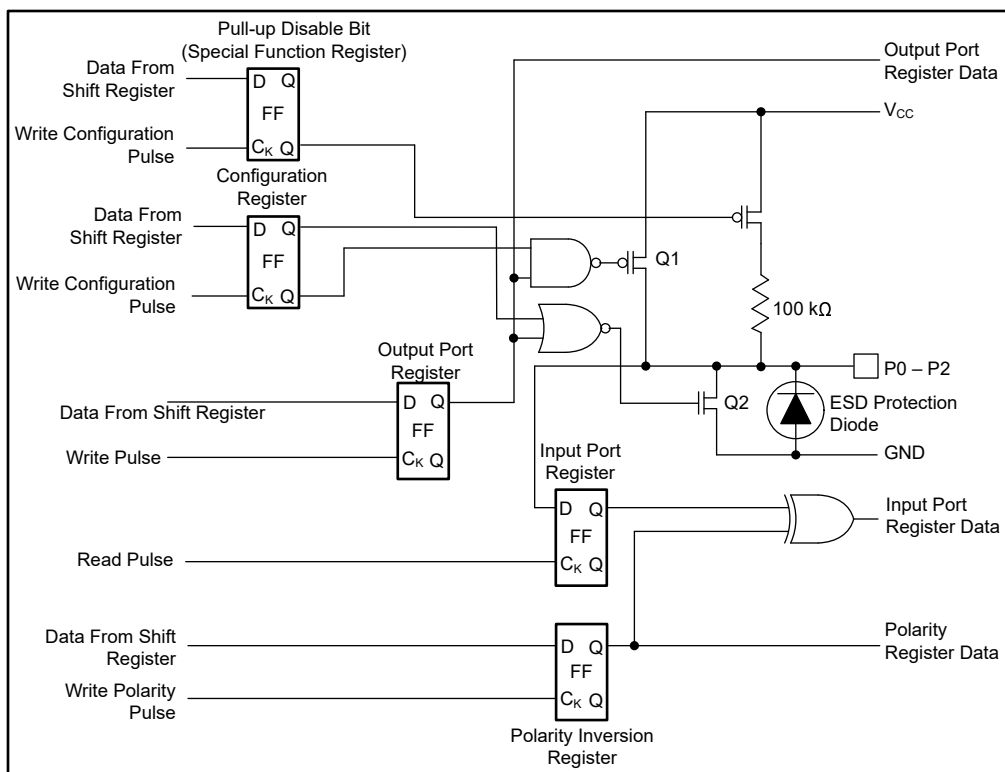 Pull-up Disable Bit
(Special Function Register)
Data From
Shift Register
D Q
FF
CK Q
Write Configuration
Pulse
Output Port
Register Data
VCC
Configuration
Register
Data From
Shift Register
D Q
FF
CK Q
Write Configuration
Pulse
Q1
100 kΩ
Output Port
Register
Data From Shift Register
D Q
FF
CK Q
Write Pulse
P0 – P2
Q2
ESD Protection
Diode
GND
Input Port
Register
D Q
FF
CK Q
Read Pulse
Input Port
Register Data
Data From Shift
Register
D Q
FF
CK Q
Write Polarity
Pulse
Polarity
Register Data
Polarity Inversion
Register